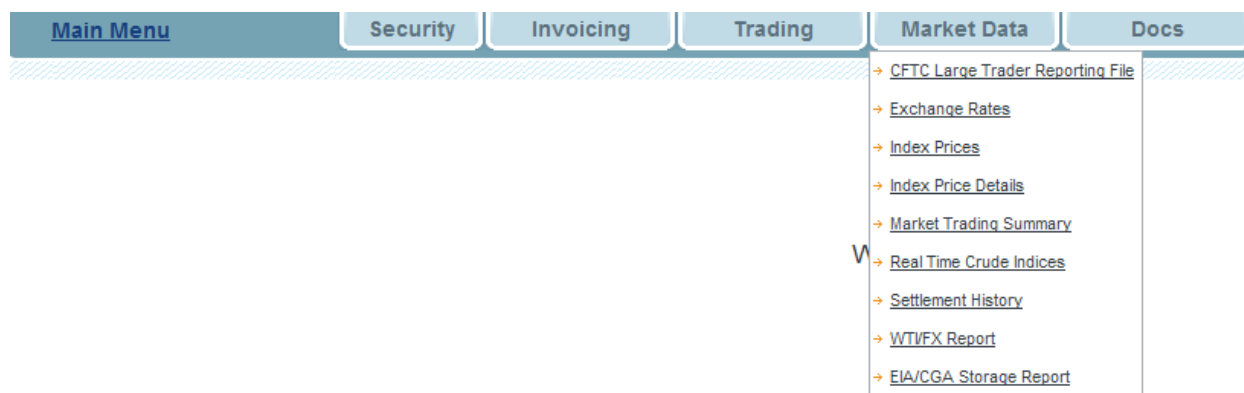 Main Menu Security Invoicing Trading Market Data Docs
→ CFTC Large Trader Reporting File
→ Exchange Rates
→ Index Prices
→ Index Price Details
→ Market Trading Summary
W
→ Real Time Crude Indices
→ Settlement History
→ WTI/FX Report
→ EIA/CGA Storage Report